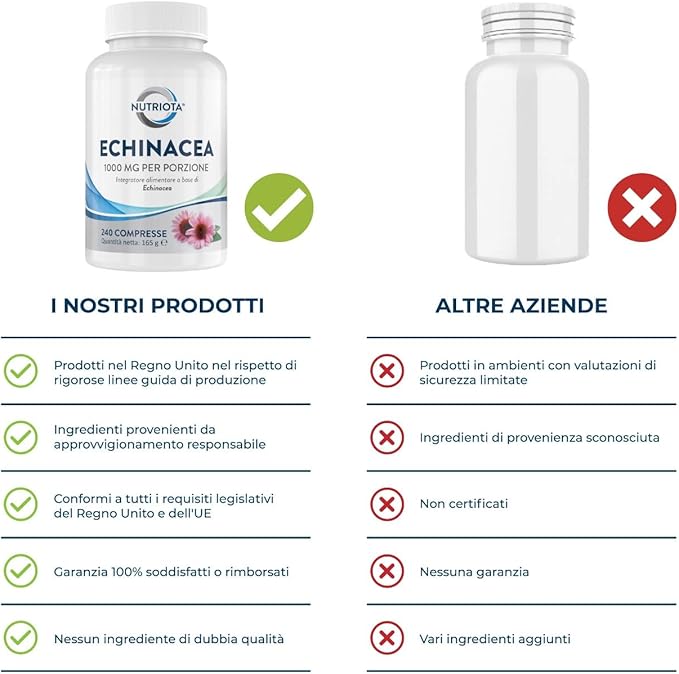 NUTRIOTA®
ECHINACEA
1000 MG PER PORZIONE
Integratore alimentare a base di
Echinacea
240 COMPRESSE
Quantità netta: 165 g ℮
I NOSTRI PRODOTTI
Prodotti nel Regno Unito nel rispetto di
rigorose linee guida di produzione
Ingredienti provenienti da
approvvigionamento responsabile
Conformi a tutti i requisiti legislativi
del Regno Unito e dell'UE
Garanzia 100% soddisfatti o rimborsati
Nessun ingrediente di dubbia qualità
ALTRE AZIENDE
Prodotti in ambienti con valutazioni di
sicurezza limitate
Ingredienti di provenienza sconosciuta
Non certificati
Nessuna garanzia
Vari ingredienti aggiunti